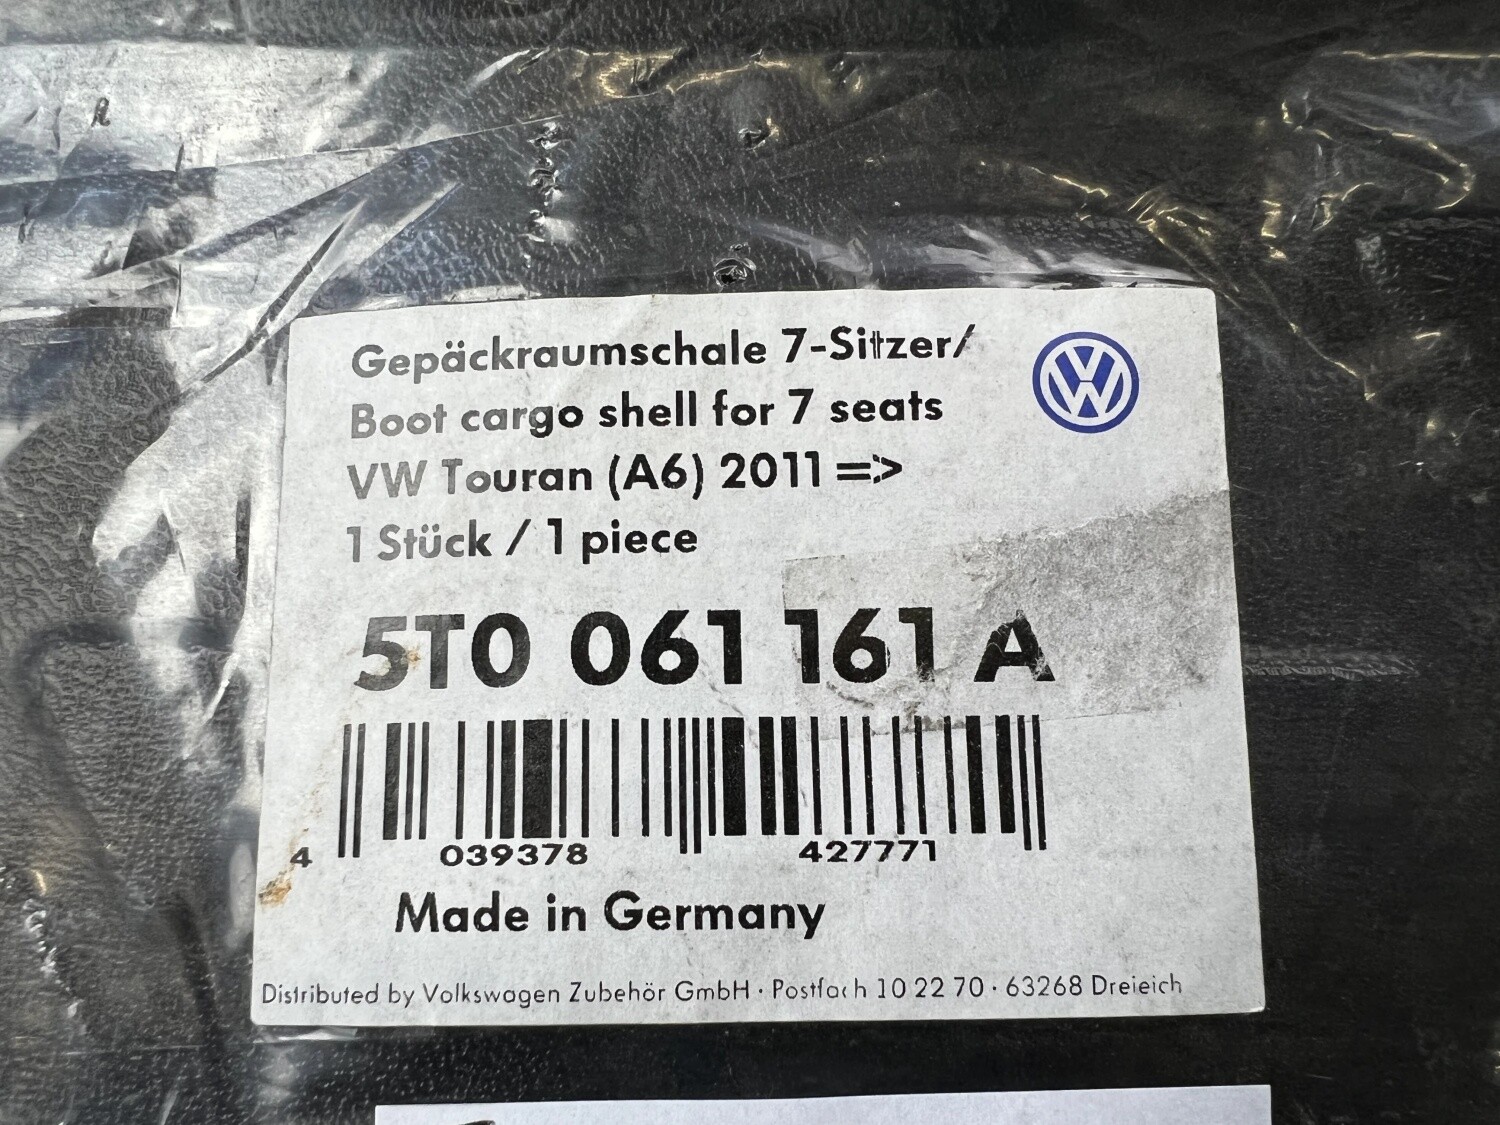 Gepäckraumschale 7-Sitzer/
Boot cargo shell for 7 seats
VW Touran (A6) 2011 =>
1 Stück / 1 piece
5T0 061 161 A
4 039378 427771
Made in Germany
Distributed by Volkswagen Zubehör GmbH · Postfach 10 22 70 · 63268 Dreieich